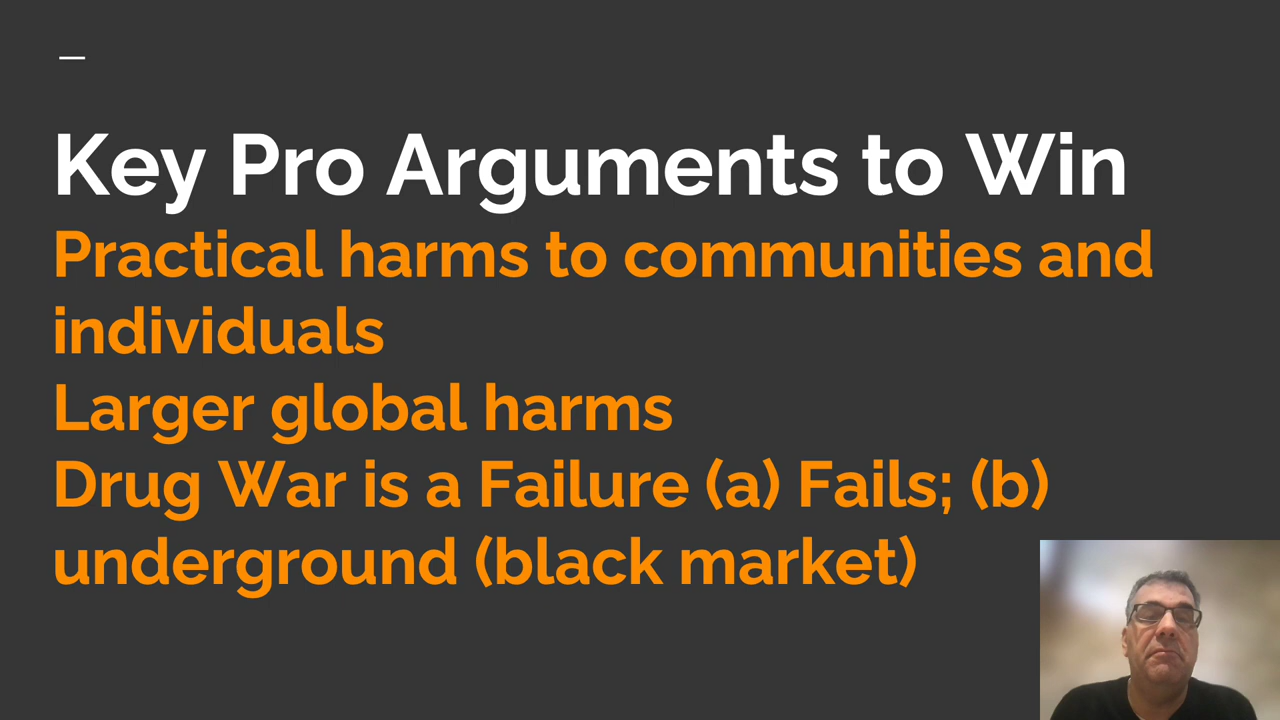 Key Pro Arguments to Win
Practical harms to communities and
individuals
Larger global harms
Drug War is a Failure (a) Fails; (b)
underground (black market)